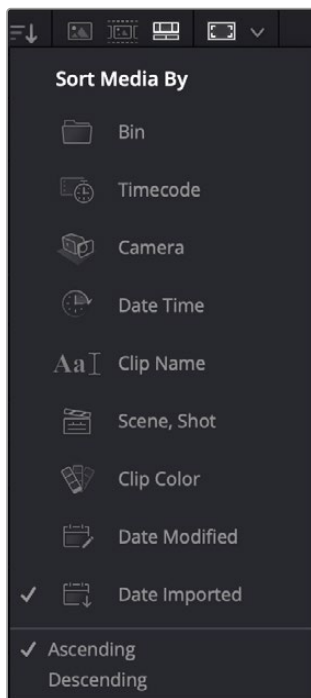 Sort Media By
Bin
Timecode
Camera
Date Time
Clip Name
Scene, Shot
Clip Color
Date Modified
Date Imported
Ascending
Descending